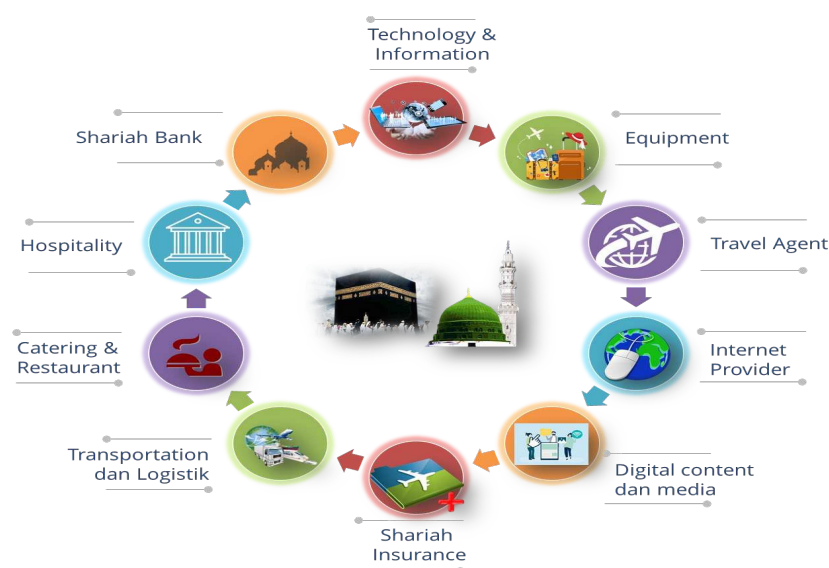 Technology &
Information
Equipment
Travel Agent
Internet
Provider
Digital content
dan media
Shariah
Insurance
Transportation
dan Logistik
Catering &
Restaurant
Hospitality
Shariah Bank